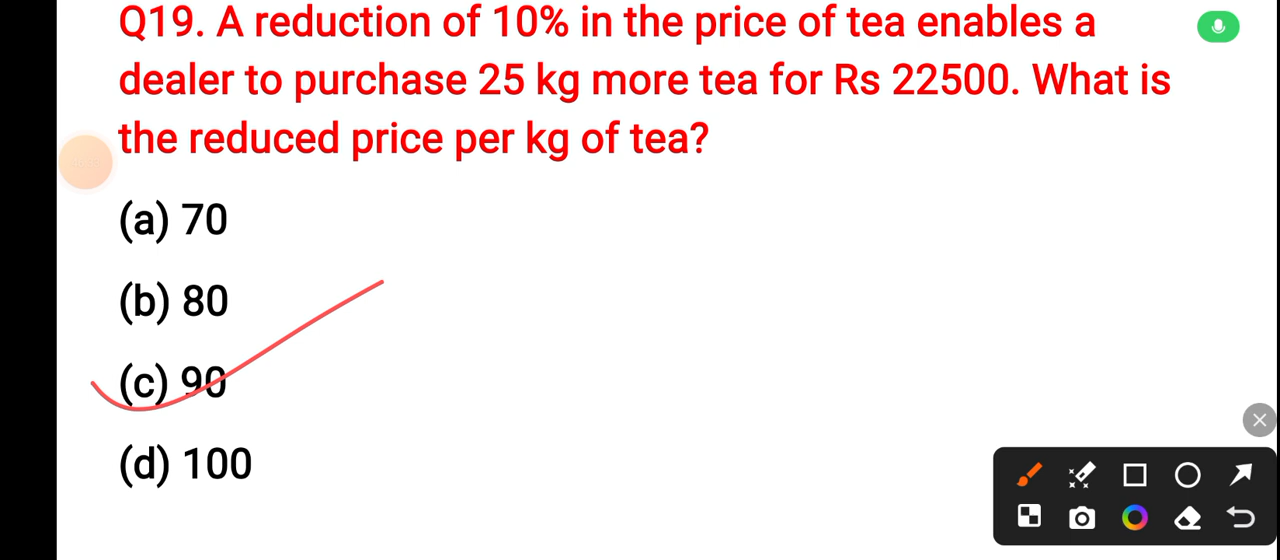 Q19. A reduction of 10% in the price of tea enables a
dealer to purchase 25 kg more tea for Rs 22500. What is
the reduced price per kg of tea?
(a) 70
(b) 80
(c) 90
(d) 100